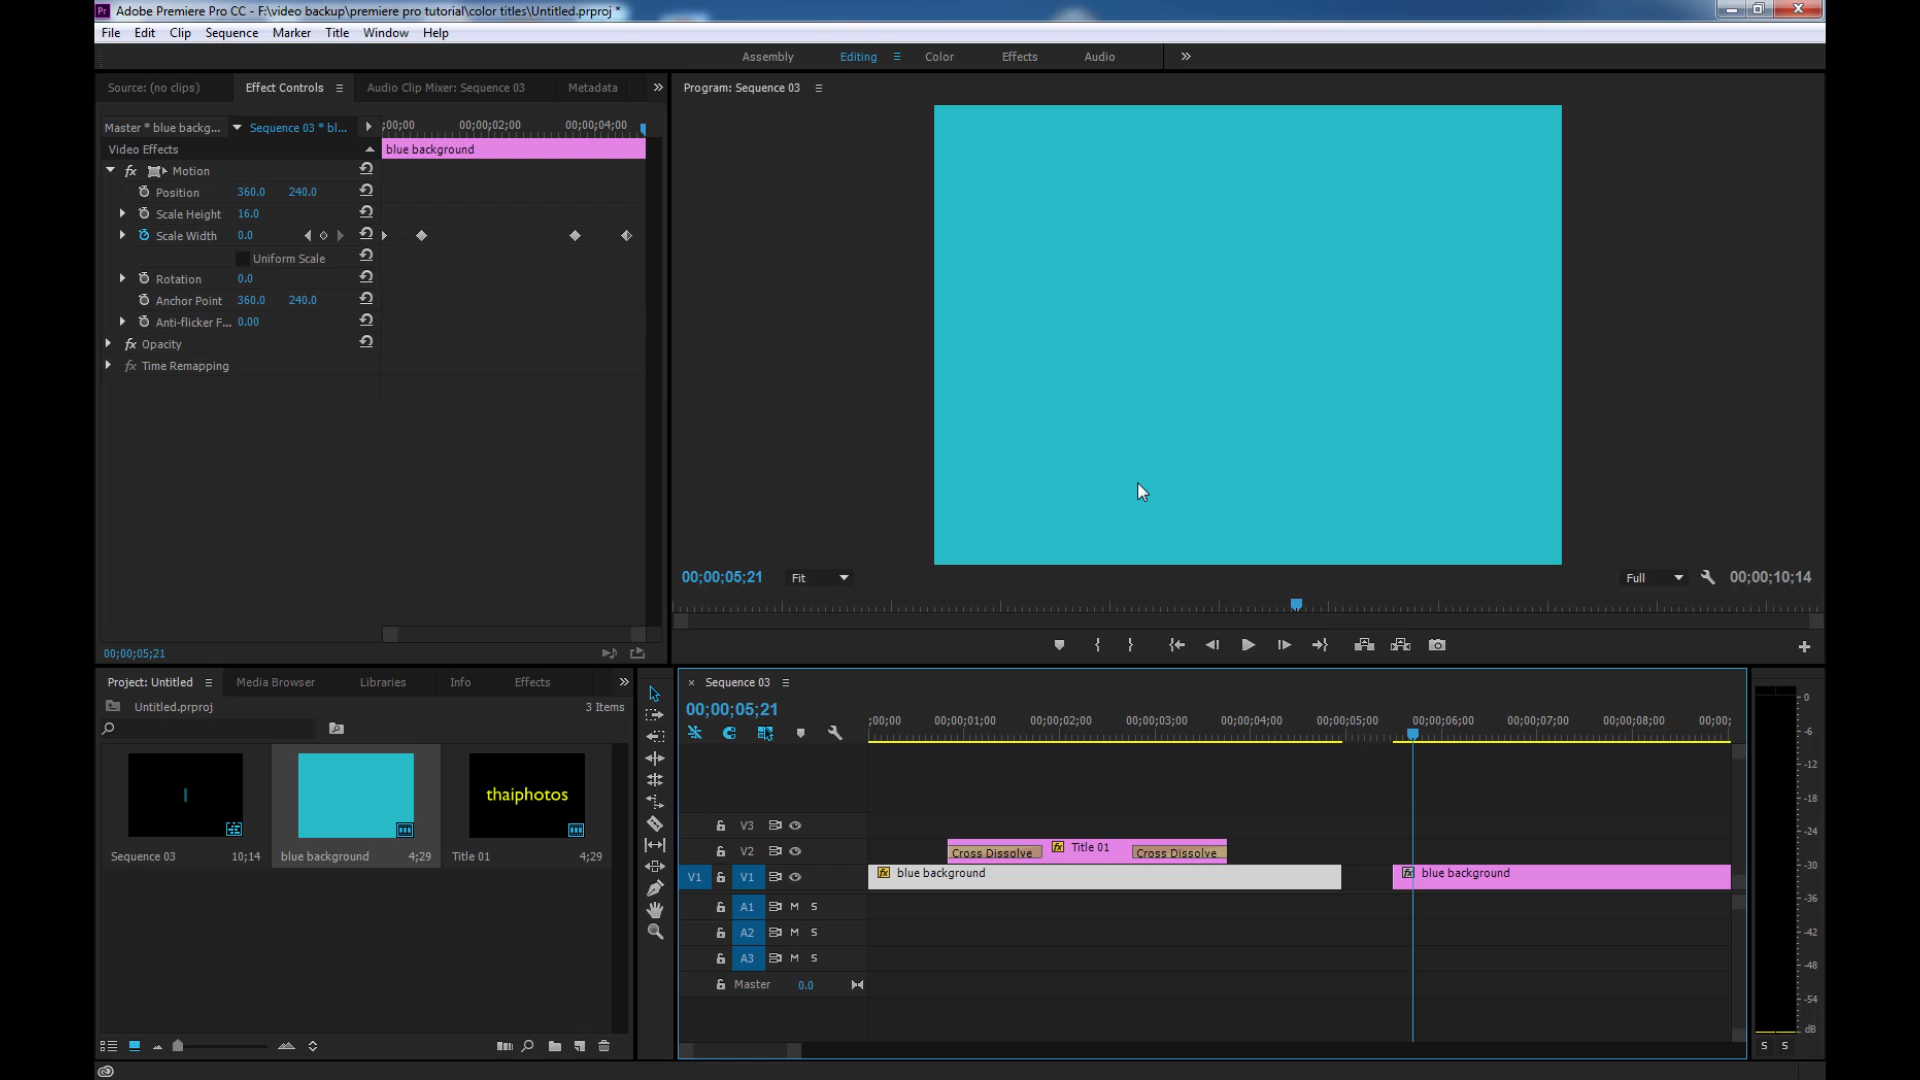 Pr Adobe Premiere Pro CC - F:\video backup\premiere pro tutorial\color titles\Untitled.prproj *
File Edit Clip Sequence Marker Title Window Help
Assembly Editing Color Effects Audio
Source: (no clips) Effect Controls Audio Clip Mixer: Sequence 03 Metadata
Program: Sequence 03
Master * blue backg... Sequence 03 * bl... ;00;00 00;00;02;00 00;00;04;00
Video Effects blue background
fx Motion
Position 360.0 240.0
Scale Height 16.0
Scale Width 0.0
Uniform Scale
Rotation 0.0
Anchor Point 360.0 240.0
Anti-flicker F... 0.00
fx Opacity
fx Time Remapping
00;00;05;21 Fit Full 00;00;10;14
00;00;05;21
Project: Untitled Media Browser Libraries Info Effects
Untitled.prproj 3 Items
thaiphotos
Sequence 03 10;14 blue background 4;29 Title 01 4;29
Sequence 03
00;00;05;21
;00;00 00;00;01;00 00;00;02;00 00;00;03;00 00;00;04;00 00;00;05;00 00;00;06;00 00;00;07;00 00;00;08;00 00;00;
V3
V2 Cross Dissolve fx Title 01 Cross Dissolve
V1 V1 fx blue background fx blue background
A1 M S
A2 M S
A3 M S
Master 0.0
0
-6
-12
-18
-24
-30
-36
-42
-48
-54
dB
S S